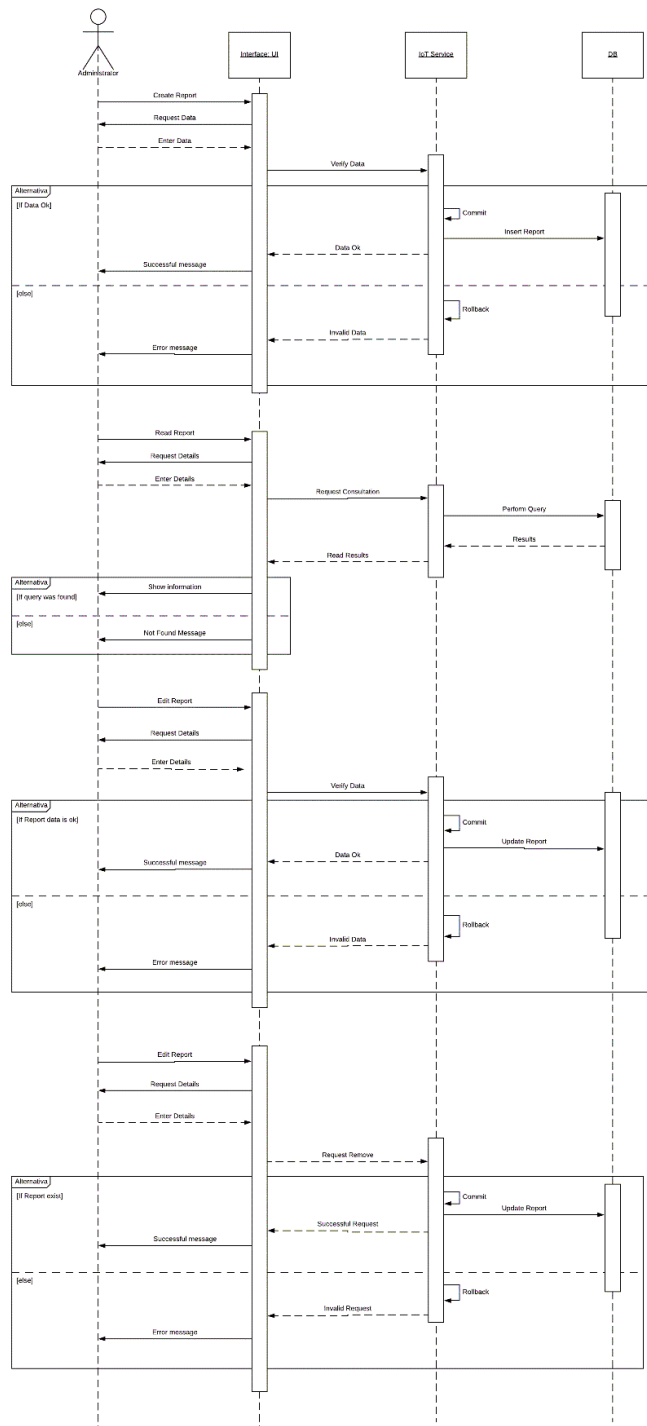 Interface: UI
IoT Service
DB
Administrator
Create Report
Request Data
Enter Data
Verify Data
Alternativa
[If Data Ok]
Commit
Insert Report
Data Ok
Successful message
[else]
Rollback
Invalid Data
Error message
Read Report
Request Details
Enter Details
Request Consultation
Perform Query
Results
Read Results
Alternativa
Show information
[If query was found]
[else]
Not Found Message
Edit Report
Request Details
Enter Details
Verify Data
Alternativa
[If Report data is ok]
Commit
Update Report
Data Ok
Successful message
[else]
Rollback
Invalid Data
Error message
Edit Report
Request Details
Enter Details
Request Remove
Alternativa
[If Report exist]
Commit
Update Report
Successful Request
Successful message
[else]
Rollback
Invalid Request
Error message